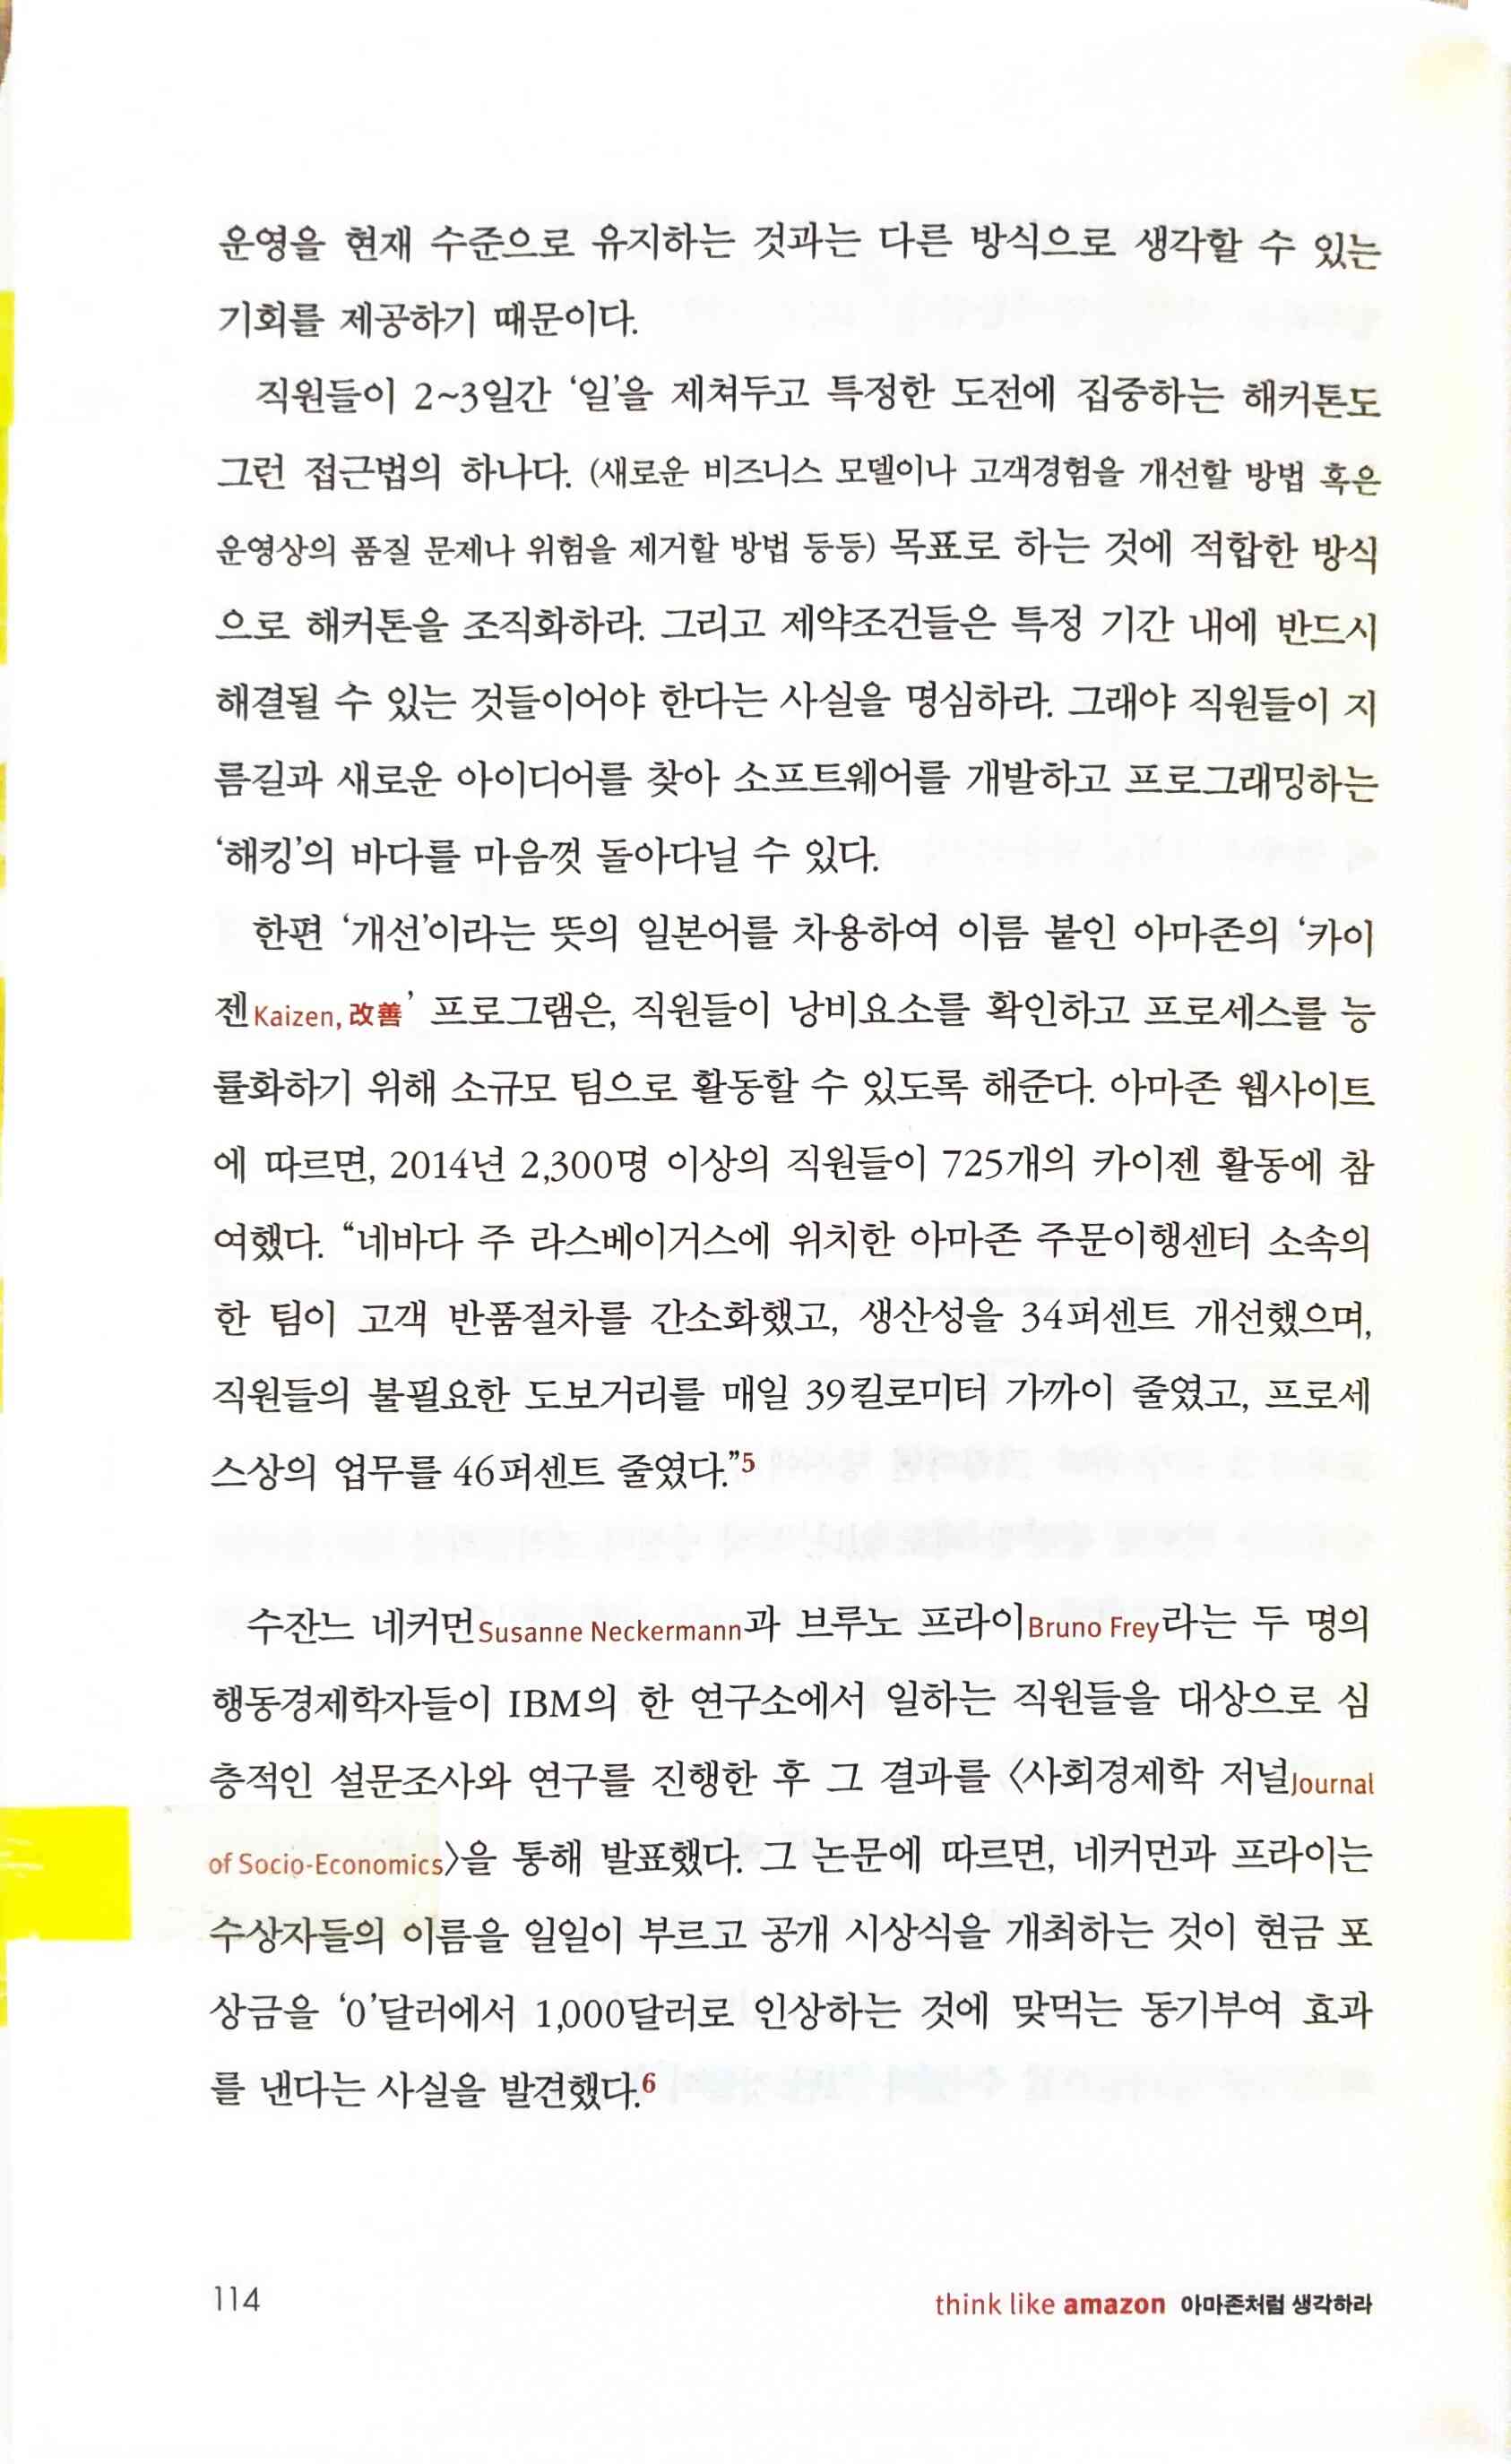 운영을 현재 수준으로 유지하는 것과는 다른 방식으로 생각할 수 있는
기회를 제공하기 때문이다.
직원들이 2~3일간 ‘일’을 제쳐두고 특정한 도전에 집중하는 해커톤도
그런 접근법의 하나다. (새로운 비즈니스 모델이나 고객경험을 개선할 방법 혹은
운영상의 품질 문제나 위험을 제거할 방법 등등) 목표로 하는 것에 적합한 방식
으로 해커톤을 조직화하라. 그리고 제약조건들은 특정 기간 내에 반드시
해결될 수 있는 것들이어야 한다는 사실을 명심하라. 그래야 직원들이 지
름길과 새로운 아이디어를 찾아 소프트웨어를 개발하고 프로그래밍하는
‘해킹’의 바다를 마음껏 돌아다닐 수 있다.
한편 ‘개선’이라는 뜻의 일본어를 차용하여 이름 붙인 아마존의 ‘카이
젠Kaizen, 改善’ 프로그램은, 직원들이 낭비요소를 확인하고 프로세스를 능
률화하기 위해 소규모 팀으로 활동할 수 있도록 해준다. 아마존 웹사이트
에 따르면, 2014년 2,300명 이상의 직원들이 725개의 카이젠 활동에 참
여했다. “네바다 주 라스베이거스에 위치한 아마존 주문이행센터 소속의
한 팀이 고객 반품절차를 간소화했고, 생산성을 34퍼센트 개선했으며,
직원들의 불필요한 도보거리를 매일 39킬로미터 가까이 줄였고, 프로세
스상의 업무를 46퍼센트 줄였다.”5
수잔느 네커먼Susanne Neckermann과 브루노 프라이Bruno Frey라는 두 명의
행동경제학자들이 IBM의 한 연구소에서 일하는 직원들을 대상으로 심
층적인 설문조사와 연구를 진행한 후 그 결과를 〈사회경제학 저널Journal
of Socio-Economics〉을 통해 발표했다. 그 논문에 따르면, 네커먼과 프라이는
수상자들의 이름을 일일이 부르고 공개 시상식을 개최하는 것이 현금 포
상금을 ‘0’달러에서 1,000달러로 인상하는 것에 맞먹는 동기부여 효과
를 낸다는 사실을 발견했다.6
114
think like amazon 아마존처럼 생각하라